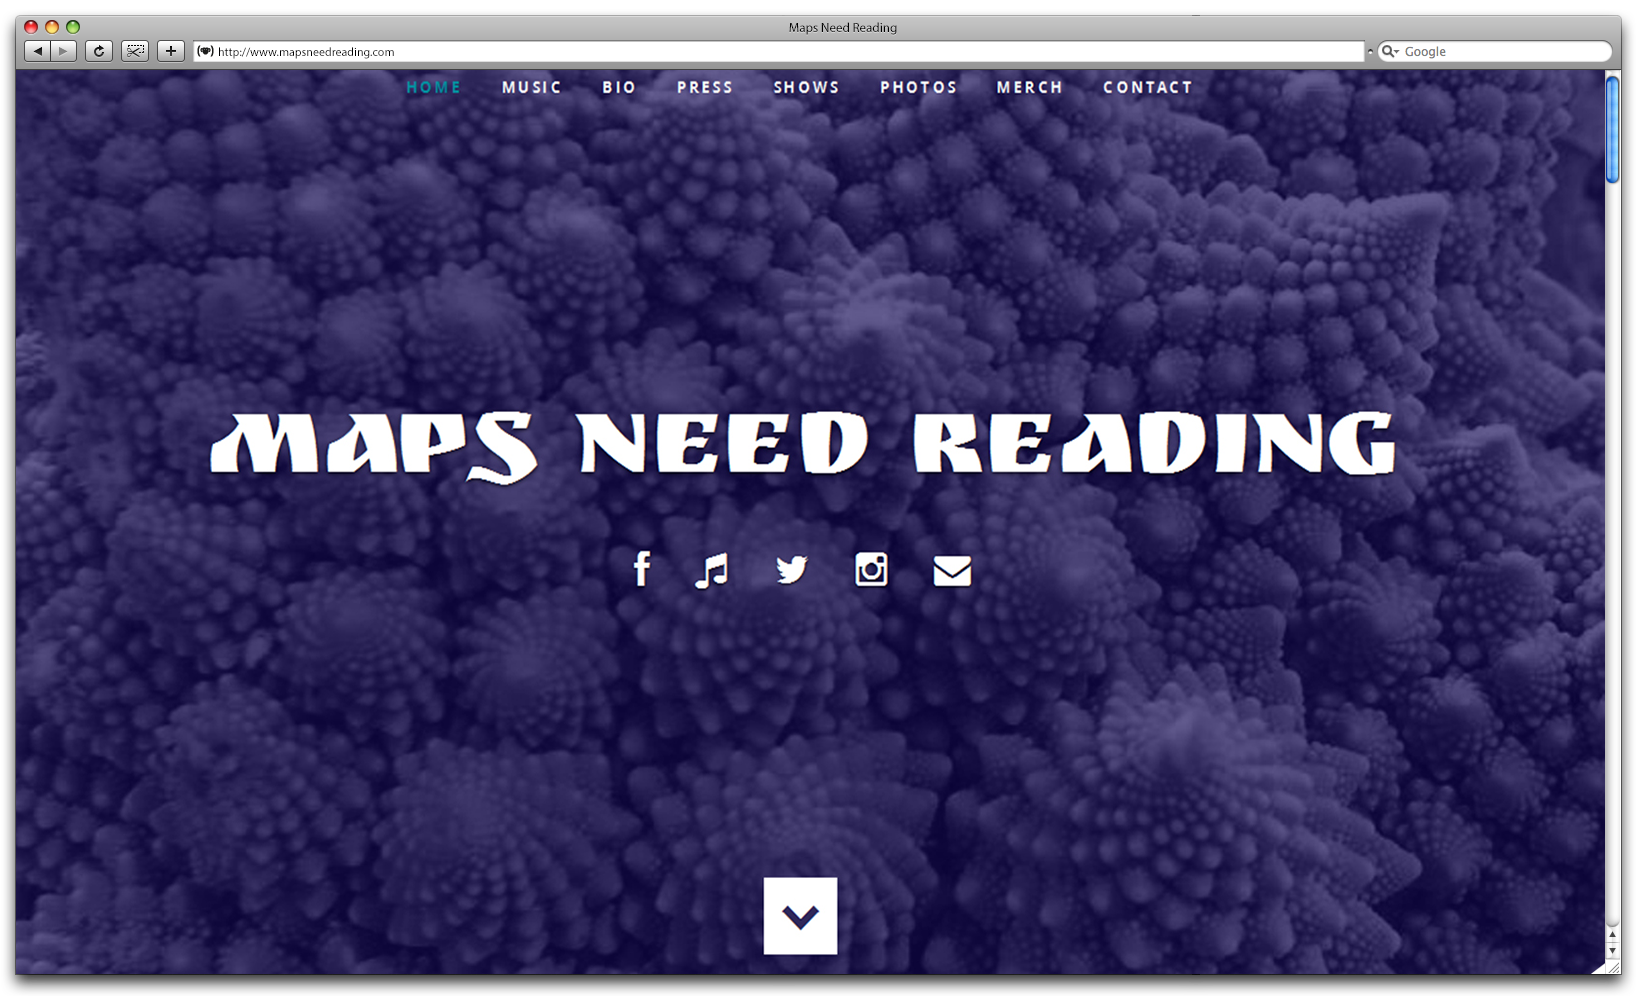 Maps Need Reading
http://www.mapsneedreading.com
Google
HOME MUSIC BIO PRESS SHOWS PHOTOS MERCH CONTACT
MAPS NEED READING